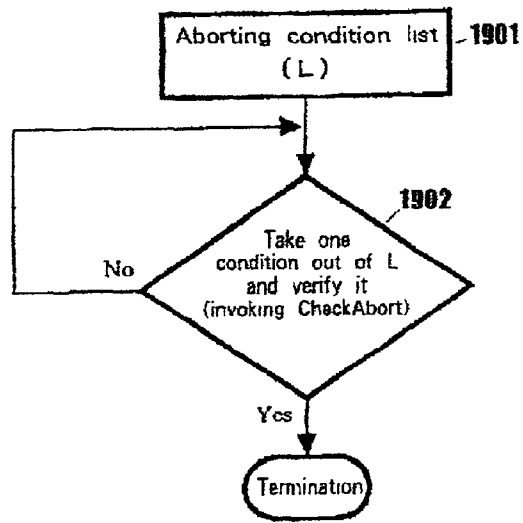 Aborting condition list
(L)
1901
1902
Take one
condition out of L
and verify it
(invoking CheckAbort)
No
Yes
Termination